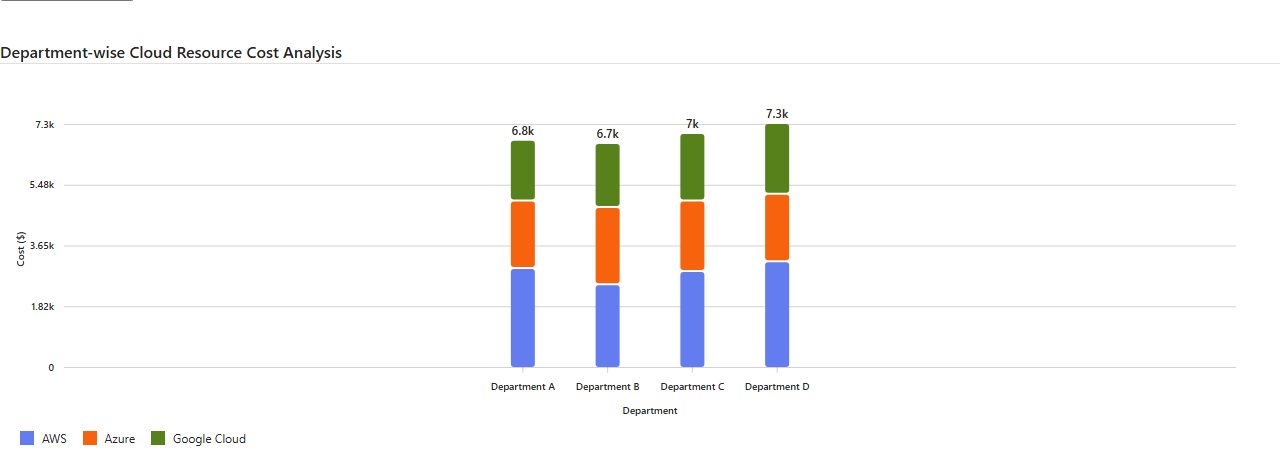 Department-wise Cloud Resource Cost Analysis
7.3k
7k
6.8k
6.7k
7.3k
5.48k
3.65k
1.82k
0
Cost ($)
Department A
Department B
Department C
Department D
Department
AWS
Azure
Google Cloud